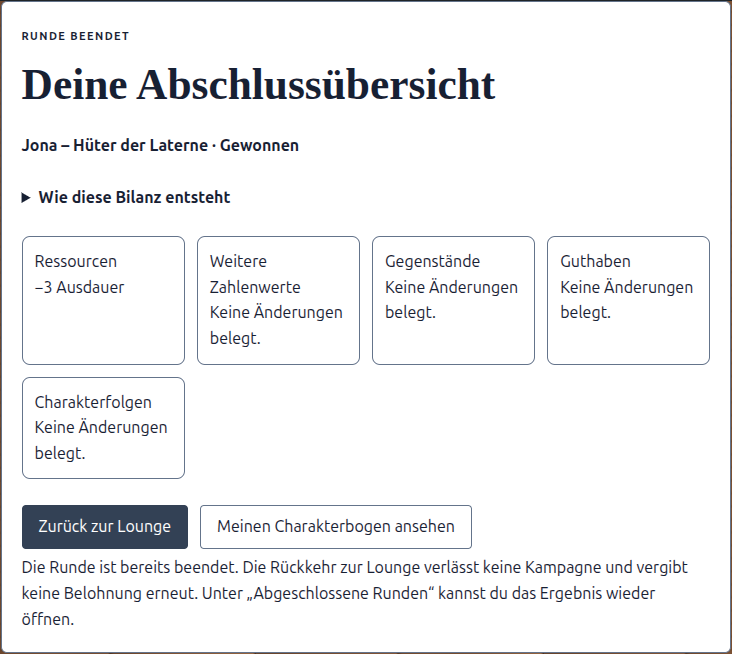 RUNDE BEENDET
Deine Abschlussübersicht
Jona – Hüter der Laterne · Gewonnen
▶ Wie diese Bilanz entsteht
Ressourcen
−3 Ausdauer
Weitere
Zahlenwerte
Keine Änderungen
belegt.
Gegenstände
Keine Änderungen
belegt.
Guthaben
Keine Änderungen
belegt.
Charakterfolgen
Keine Änderungen
belegt.
Zurück zur Lounge
Meinen Charakterbogen ansehen
Die Runde ist bereits beendet. Die Rückkehr zur Lounge verlässt keine Kampagne und vergibt
keine Belohnung erneut. Unter „Abgeschlossene Runden“ kannst du das Ergebnis wieder
öffnen.